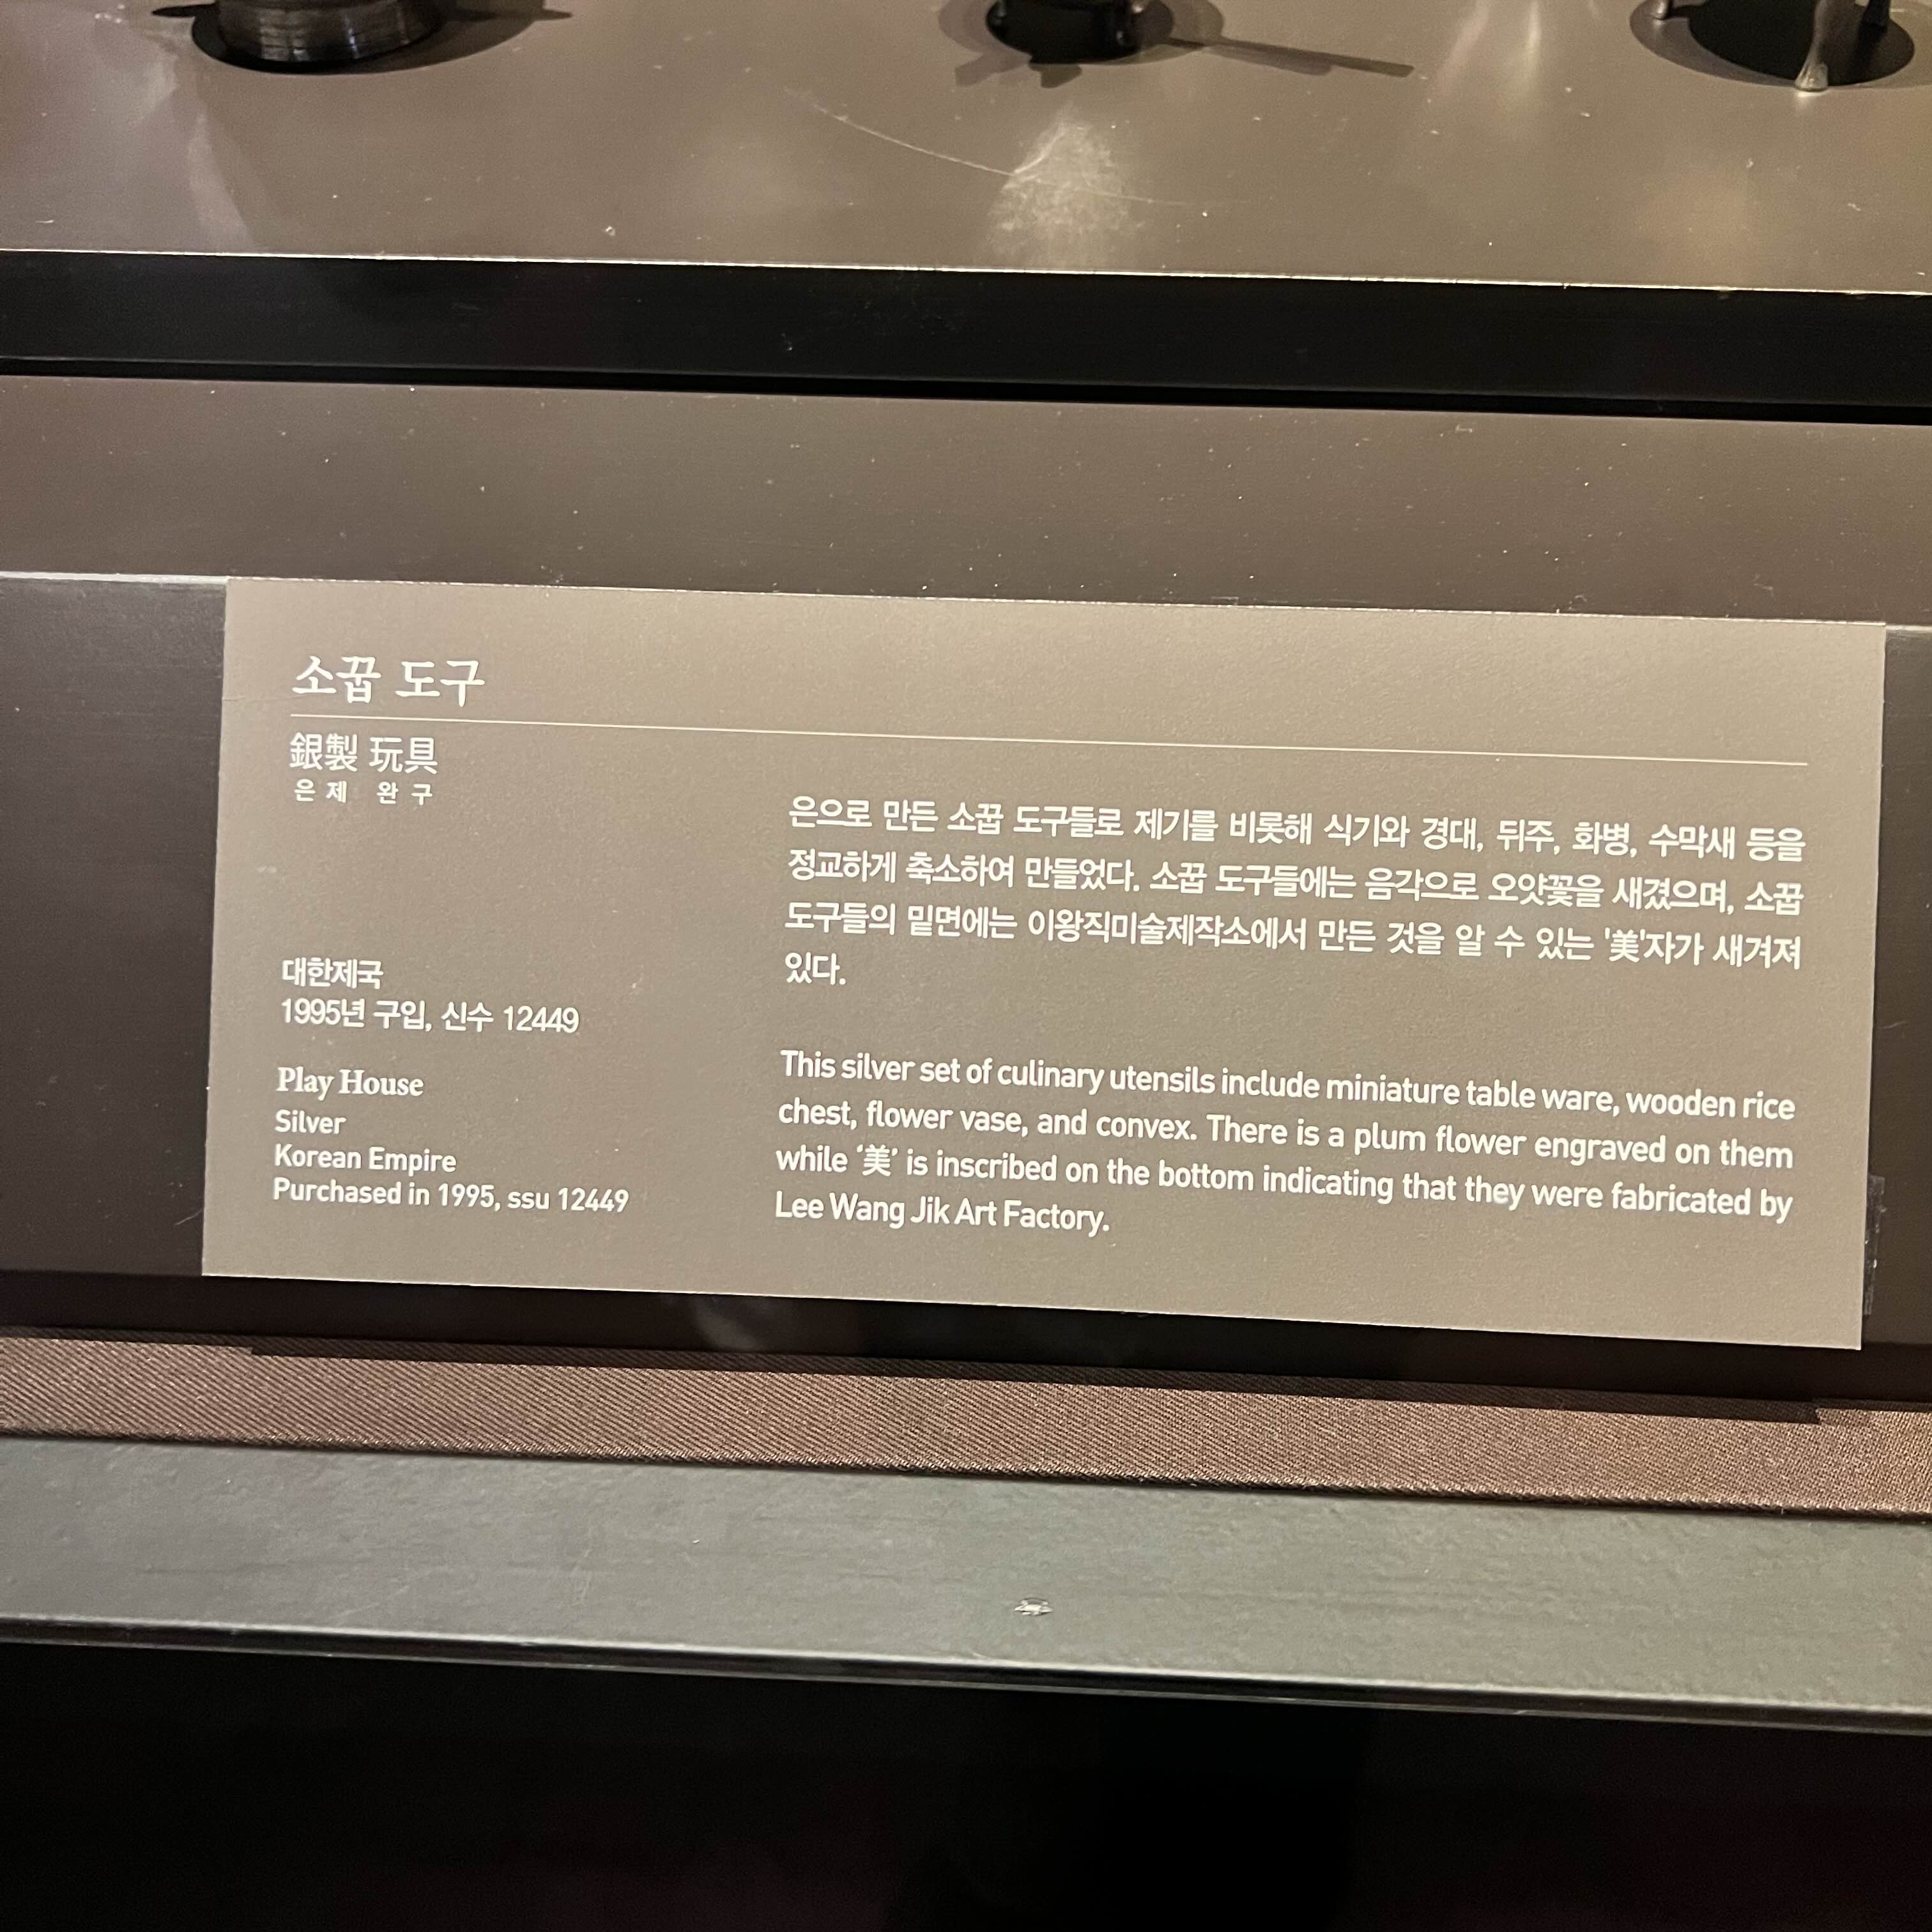 소꿉 도구
銀製 玩具
은제 완구
대한제국
1995년 구입, 신수 12449
Play House
Silver
Korean Empire
Purchased in 1995, ssu 12449
은으로 만든 소꿉 도구들로 제기를 비롯해 식기와 경대, 뒤주, 화병, 수막새 등을
정교하게 축소하여 만들었다. 소꿉 도구들에는 음각으로 오얏꽃을 새겼으며, 소꿉
도구들의 밑면에는 이왕직미술제작소에서 만든 것을 알 수 있는 '美'자가 새겨져
있다.
This silver set of culinary utensils include miniature table ware, wooden rice
chest, flower vase, and convex. There is a plum flower engraved on them
while ‘美’ is inscribed on the bottom indicating that they were fabricated by
Lee Wang Jik Art Factory.